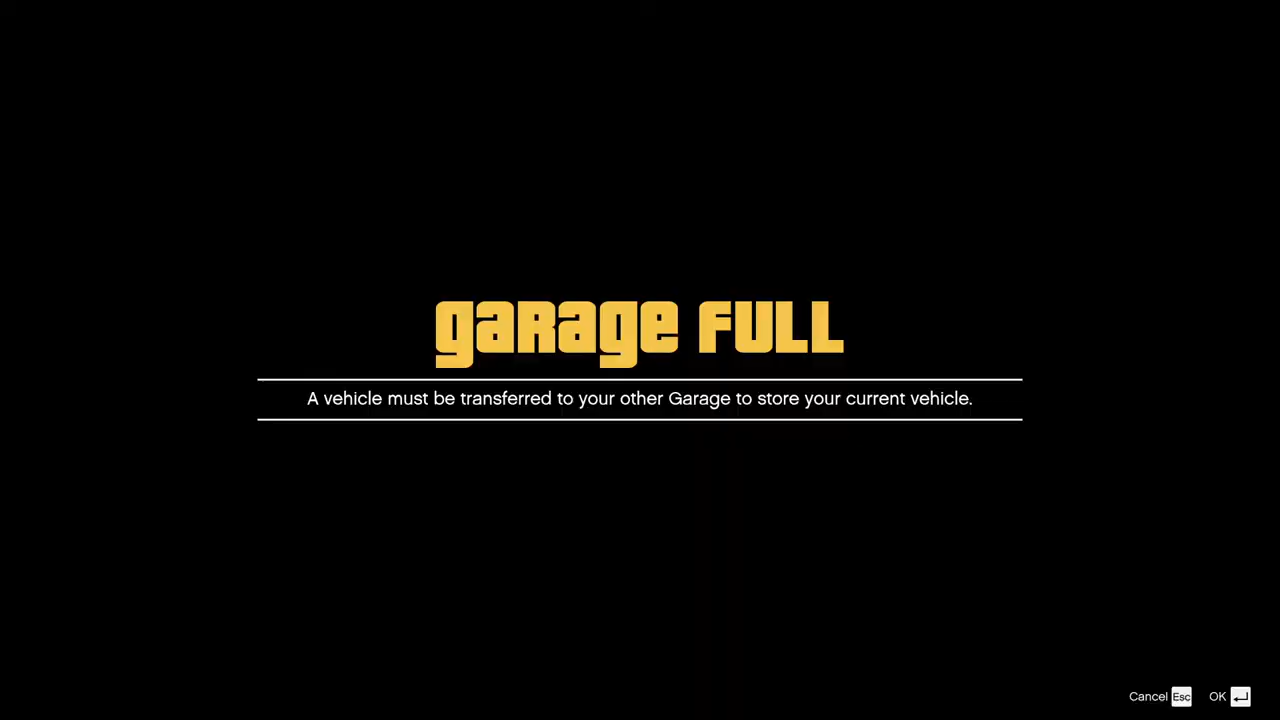 garage FULL
A vehicle must be transferred to your other Garage to store your current vehicle.
Cancel Esc OK